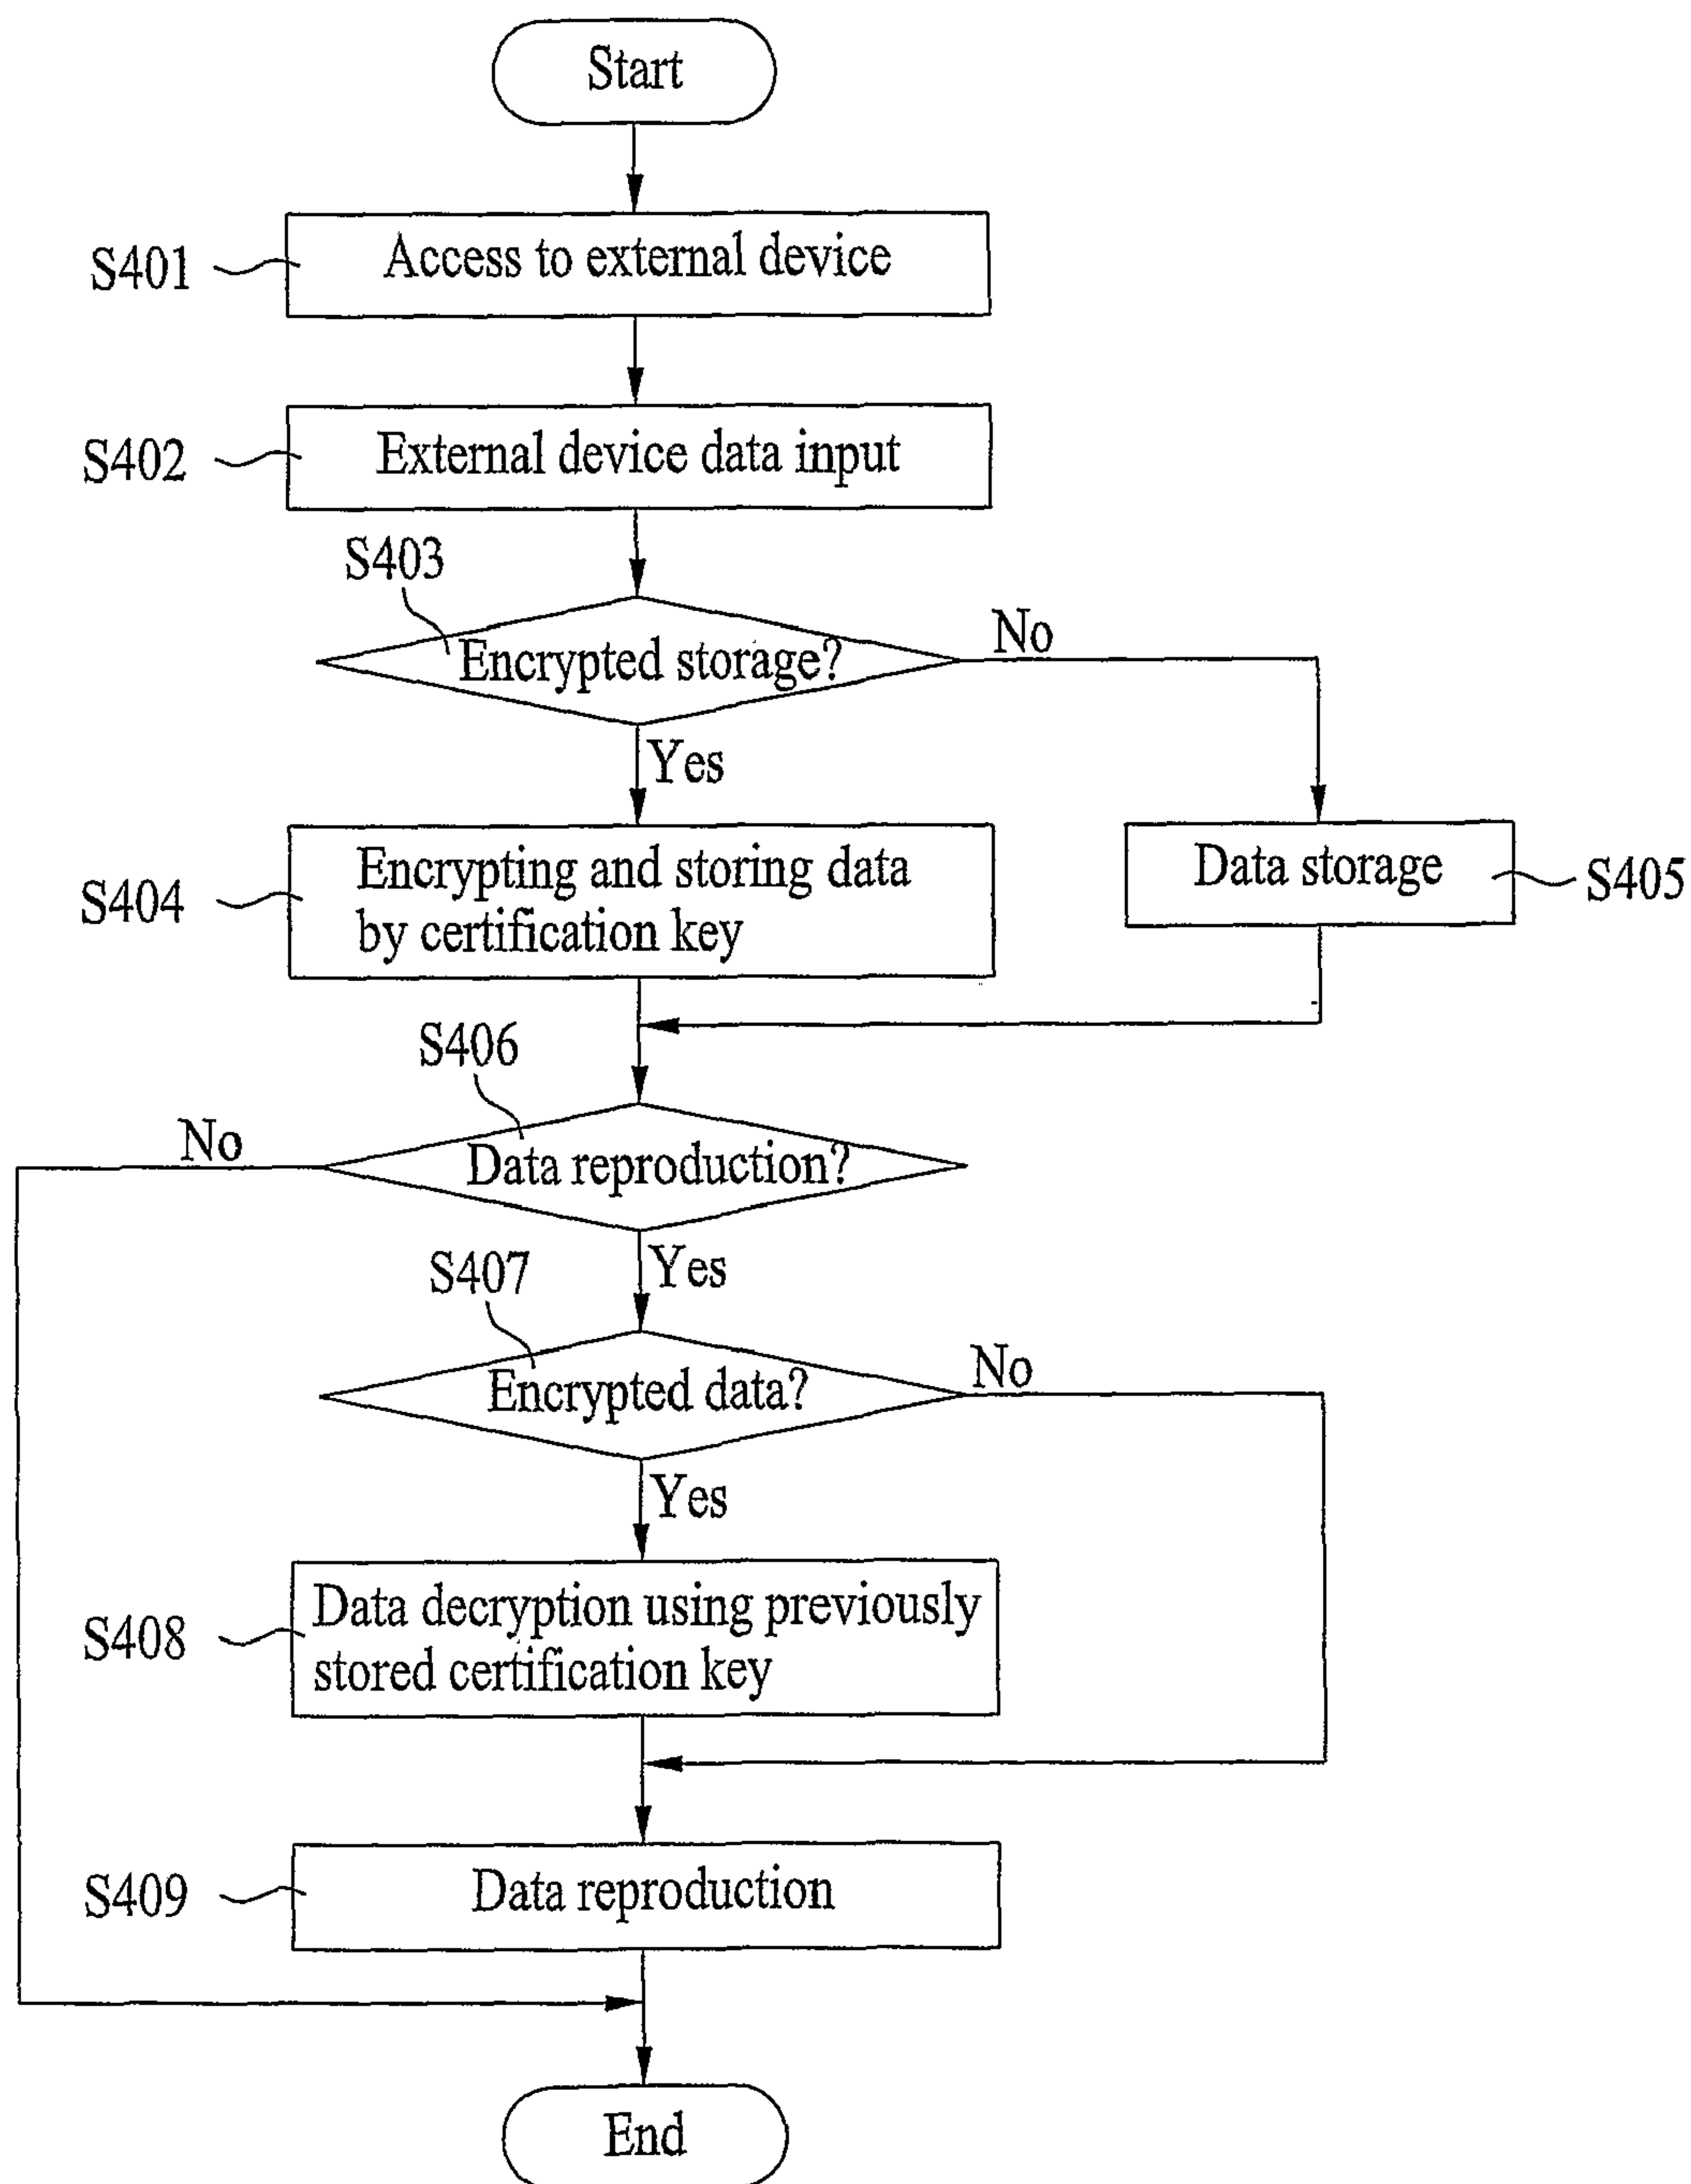 Start
S401
Access to external device
S402
External device data input
S403
Encrypted storage?
No
Yes
S404
Encrypting and storing data
by certification key
Data storage
S405
S406
No
Data reproduction?
Yes
S407
Encrypted data?
No
Yes
S408
Data decryption using previously
stored certification key
S409
Data reproduction
End